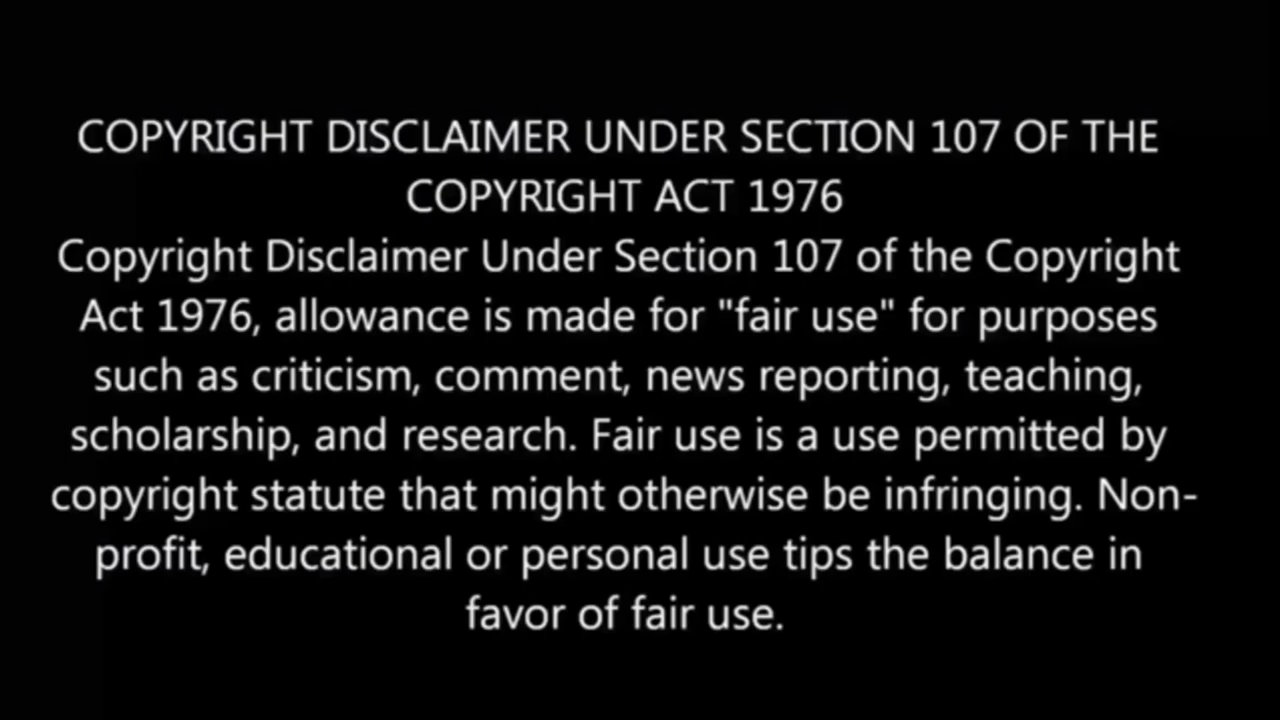 COPYRIGHT DISCLAIMER UNDER SECTION 107 OF THE
COPYRIGHT ACT 1976
Copyright Disclaimer Under Section 107 of the Copyright
Act 1976, allowance is made for "fair use" for purposes
such as criticism, comment, news reporting, teaching,
scholarship, and research. Fair use is a use permitted by
copyright statute that might otherwise be infringing. Non-
profit, educational or personal use tips the balance in
favor of fair use.